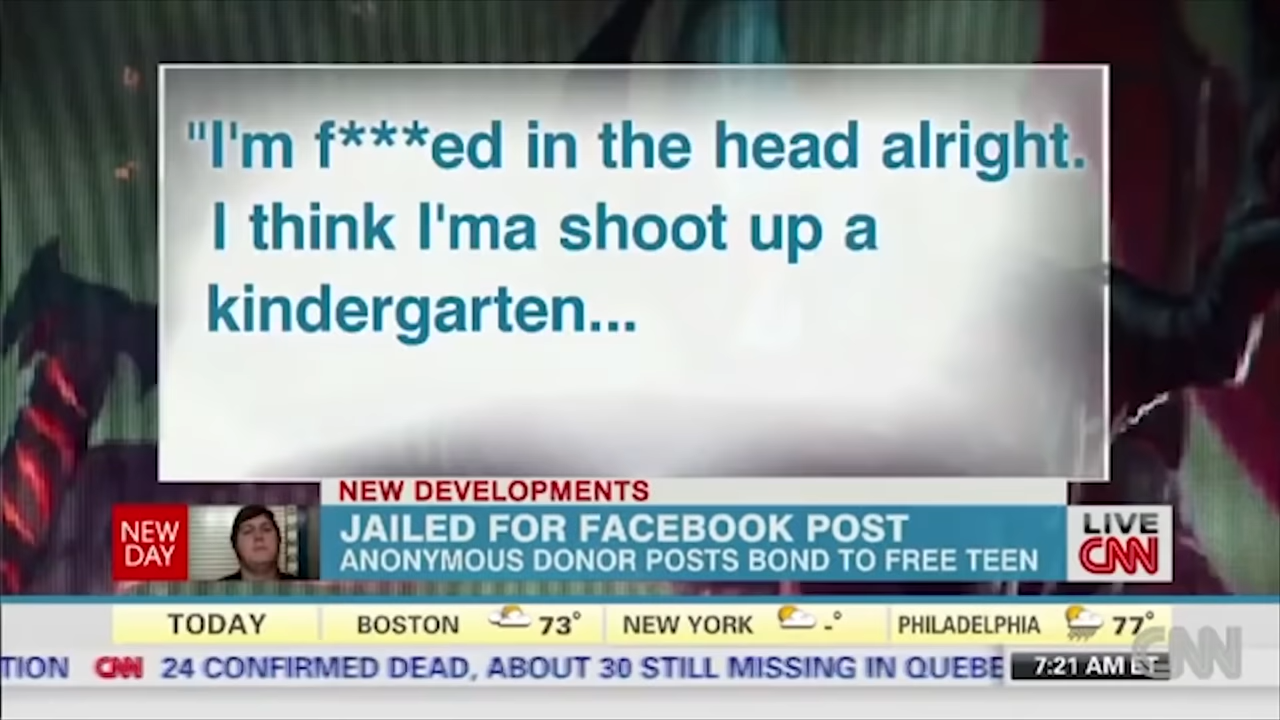 "I'm f***ed in the head alright.
I think I'ma shoot up a
kindergarten...
NEW DEVELOPMENTS
NEW
DAY
JAILED FOR FACEBOOK POST
ANONYMOUS DONOR POSTS BOND TO FREE TEEN
LIVE
CNN
TODAY BOSTON 73° NEW YORK -° PHILADELPHIA 77°
TION CNN 24 CONFIRMED DEAD, ABOUT 30 STILL MISSING IN QUEBE 7:21 AM ET CNN